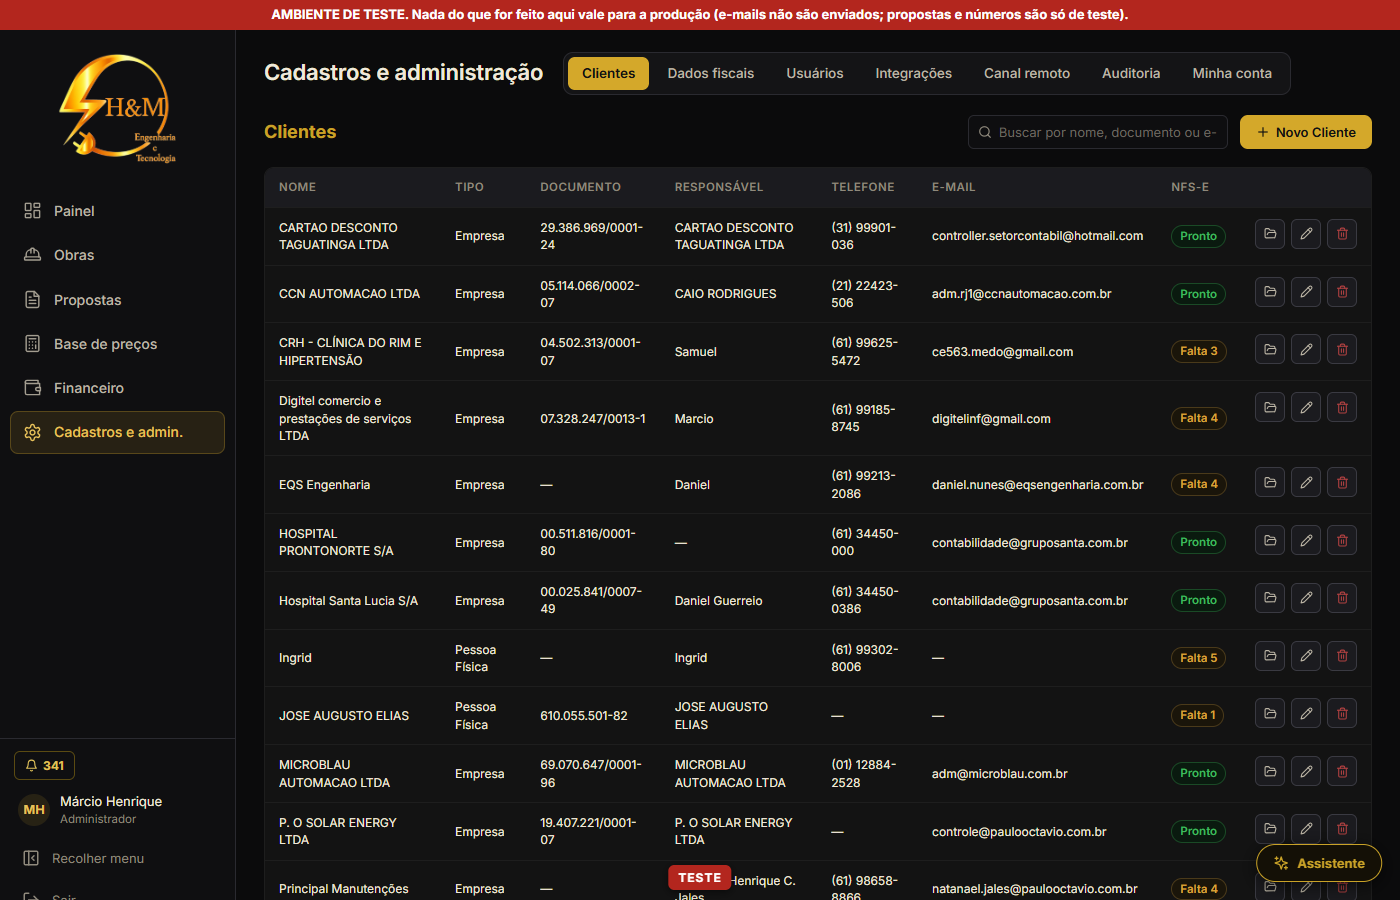 AMBIENTE DE TESTE. Nada do que for feito aqui vale para a produção (e-mails não são enviados; propostas e números são só de teste).
H&M
Engenharia
e
Tecnologia
Painel
Obras
Propostas
Base de preços
Financeiro
Cadastros e admin.
341
MH
Márcio Henrique
Administrador
Recolher menu
Sair
Cadastros e administração
Clientes
Dados fiscais
Usuários
Integrações
Canal remoto
Auditoria
Minha conta
Clientes
Buscar por nome, documento ou e-
+ Novo Cliente
NOME TIPO DOCUMENTO RESPONSÁVEL TELEFONE E-MAIL NFS-E
CARTAO DESCONTO Empresa 29.386.969/0001- CARTAO DESCONTO (31) 99901- controller.setorcontabil@hotmail.com Pronto
TAGUATINGA LTDA 24 TAGUATINGA LTDA 036
CCN AUTOMACAO LTDA Empresa 05.114.066/0002- CAIO RODRIGUES (21) 22423- adm.rj1@ccnautomacao.com.br Pronto
07 506
CRH - CLÍNICA DO RIM E Empresa 04.502.313/0001- Samuel (61) 99625- ce563.medo@gmail.com Falta 3
HIPERTENSÃO 07 5472
Digitel comercio e
prestações de serviços Empresa 07.328.247/0013-1 Marcio (61) 99185- digitelinf@gmail.com Falta 4
LTDA 8745
EQS Engenharia Empresa — Daniel (61) 99213- daniel.nunes@eqsengenharia.com.br Falta 4
2086
HOSPITAL Empresa 00.511.816/0001- — (61) 34450- contabilidade@gruposanta.com.br Pronto
PRONTONORTE S/A 80 000
Hospital Santa Lucia S/A Empresa 00.025.841/0007- Daniel Guerreio (61) 34450- contabilidade@gruposanta.com.br Pronto
49 0386
Ingrid Pessoa — Ingrid (61) 99302- — Falta 5
Física 8006
JOSE AUGUSTO ELIAS Pessoa 610.055.501-82 JOSE AUGUSTO — — Falta 1
Física ELIAS
MICROBLAU Empresa 69.070.647/0001- MICROBLAU (01) 12884- adm@microblau.com.br Pronto
AUTOMACAO LTDA 96 AUTOMACAO LTDA 2528
P. O SOLAR ENERGY Empresa 19.407.221/0001- P. O SOLAR ENERGY — controle@paulooctavio.com.br Pronto
LTDA 07 LTDA
Principal Manutenções Empresa — Henrique C. (61) 98658- natanael.jales@paulooctavio.com.br Falta 4
Jales 8866
TESTE
Assistente